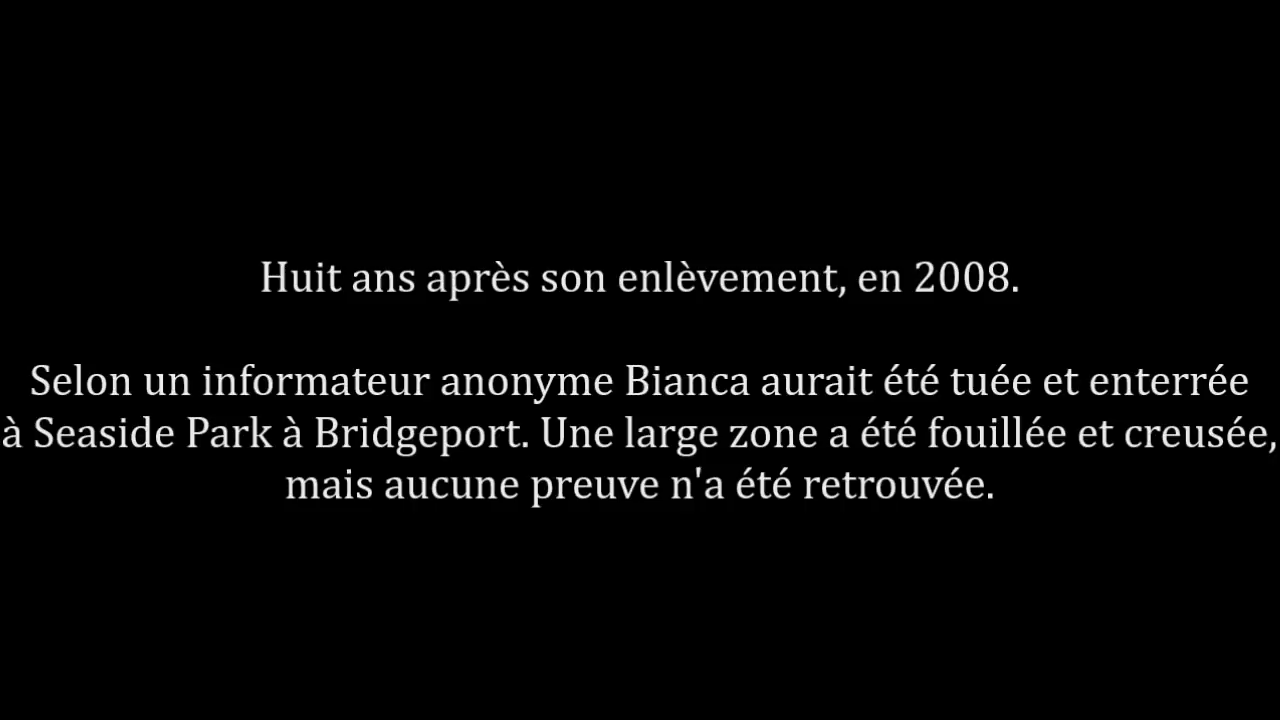 Huit ans après son enlèvement, en 2008.
Selon un informateur anonyme Bianca aurait été tuée et enterrée
à Seaside Park à Bridgeport. Une large zone a été fouillée et creusée,
mais aucune preuve n'a été retrouvée.